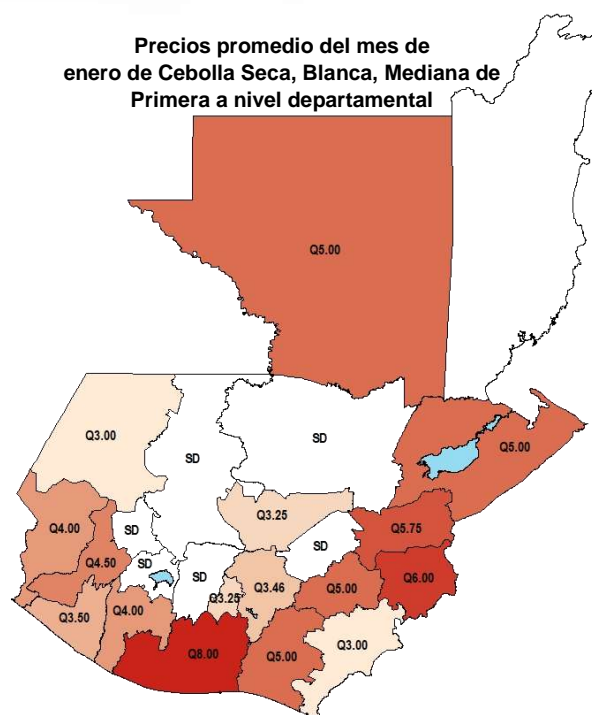 Precios promedio del mes de
enero de Cebolla Seca, Blanca, Mediana de
Primera a nivel departamental
Q5.00
Q3.00
SD
SD
Q5.00
Q3.25
Q4.00
SD
SD
Q5.75
Q4.50
SD
SD
Q3.25
Q3.46
Q5.00
Q6.00
Q3.50
Q4.00
Q8.00
Q5.00
Q3.00